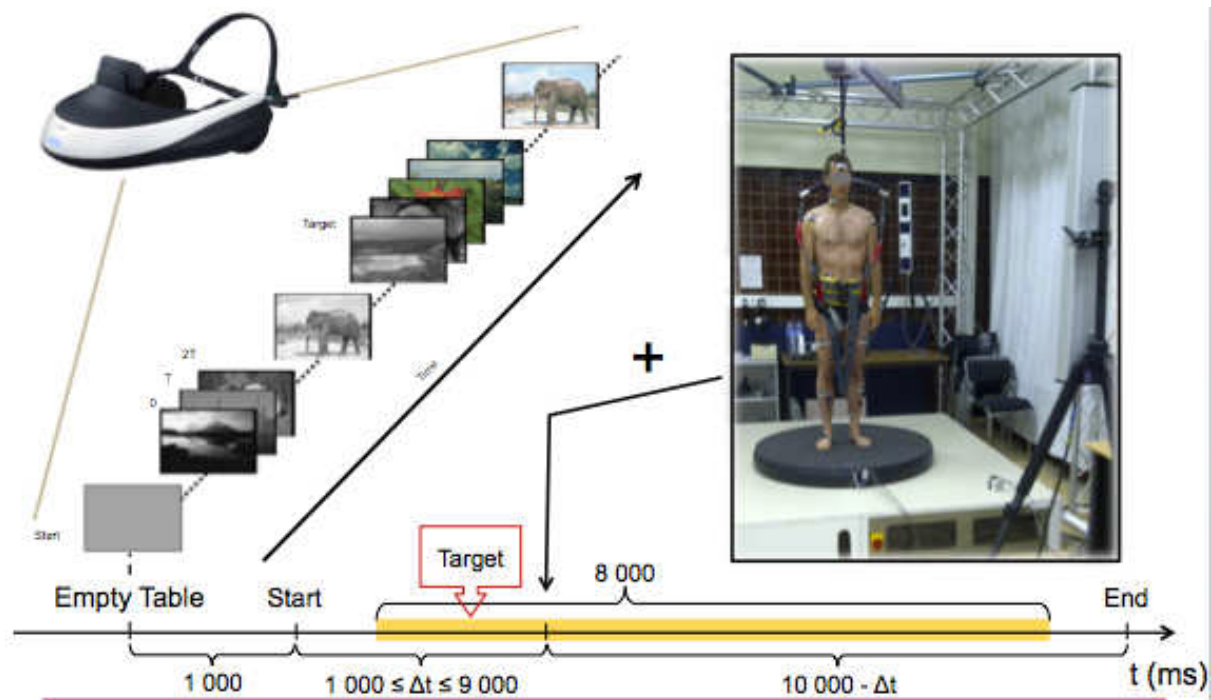 Target
2T
T
0
Time
Start
+
Target
8 000
Empty Table
Start
End
1 000
1 000 ≤ Δt ≤ 9 000
10 000 - Δt
t (ms)